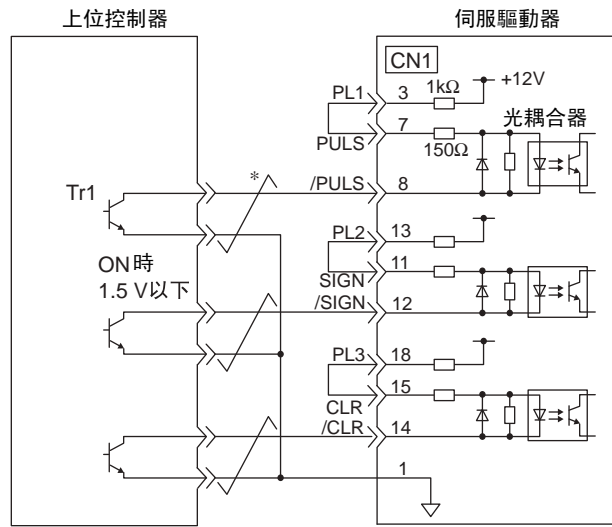 上位控制器
伺服驅動器
CN1
PL1
3
1kΩ
+12V
光耦合器
7
PULS
150Ω
*
Tr1
/PULS
8
PL2
13
ON時
1.5 V以下
11
SIGN
/SIGN
12
PL3
18
15
CLR
/CLR
14
1